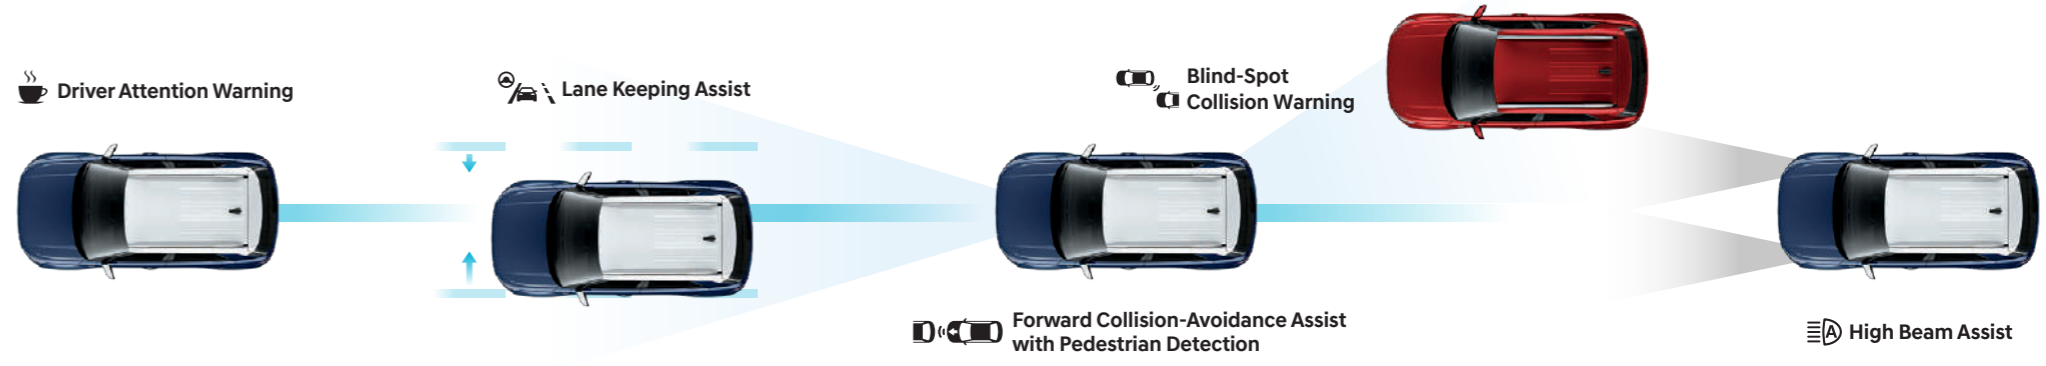 Driver Attention Warning
Lane Keeping Assist
Blind-Spot
Collision Warning
Forward Collision-Avoidance Assist
with Pedestrian Detection
A
High Beam Assist